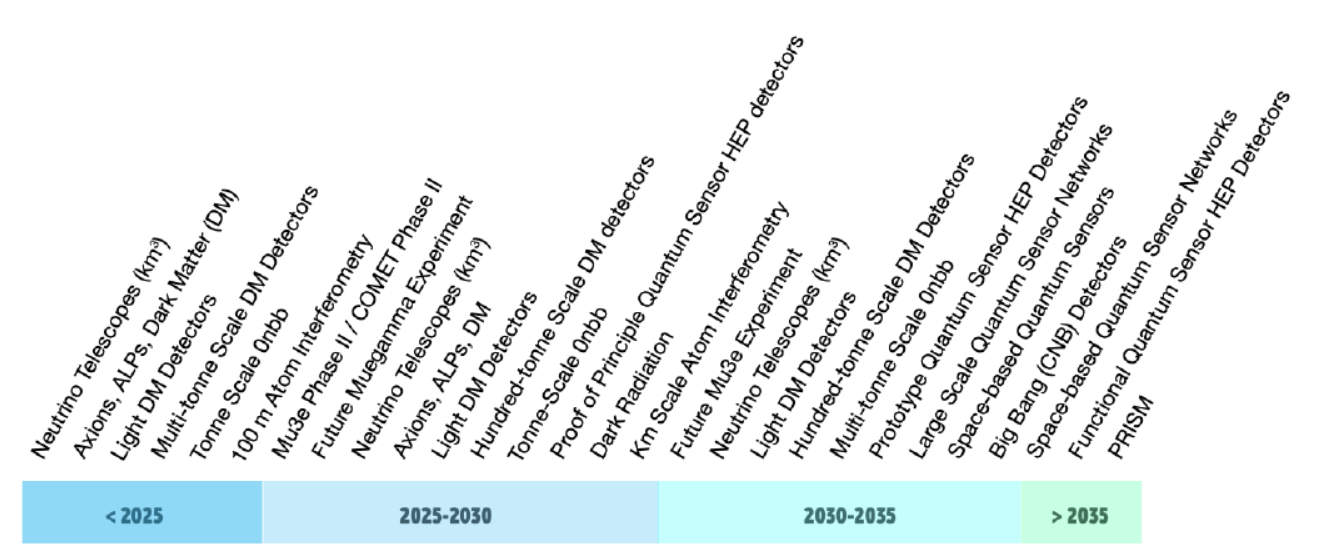 Neutrino Telescopes (km³)
Axions, ALPs, Dark Matter (DM)
Light DM Detectors
Multi-tonne Scale DM Detectors
Tonne Scale 0nbb
100 m Atom Interferometry
Mu3e Phase II / COMET Phase II
Future Muegamma Experiment
Neutrino Telescopes (km³)
Axions, ALPs, DM
Light DM Detectors
Hundred-tonne Scale DM detectors
Tonne-Scale 0nbb
Proof of Principle Quantum Sensor HEP detectors
Dark Radiation
Km Scale Atom Interferometry
Future Mu3e Experiment
Neutrino Telescopes (km³)
Light DM Detectors
Hundred-tonne Scale DM Detectors
Multi-tonne Scale 0nbb
Prototype Quantum Sensor HEP Detectors
Large Scale Quantum Sensor Networks
Space-based Quantum Sensors
Big Bang (CNB) Detectors
Space-based Quantum Sensor Networks
Functional Quantum Sensor HEP Detectors
PRISM
< 2025
2025-2030
2030-2035
> 2035